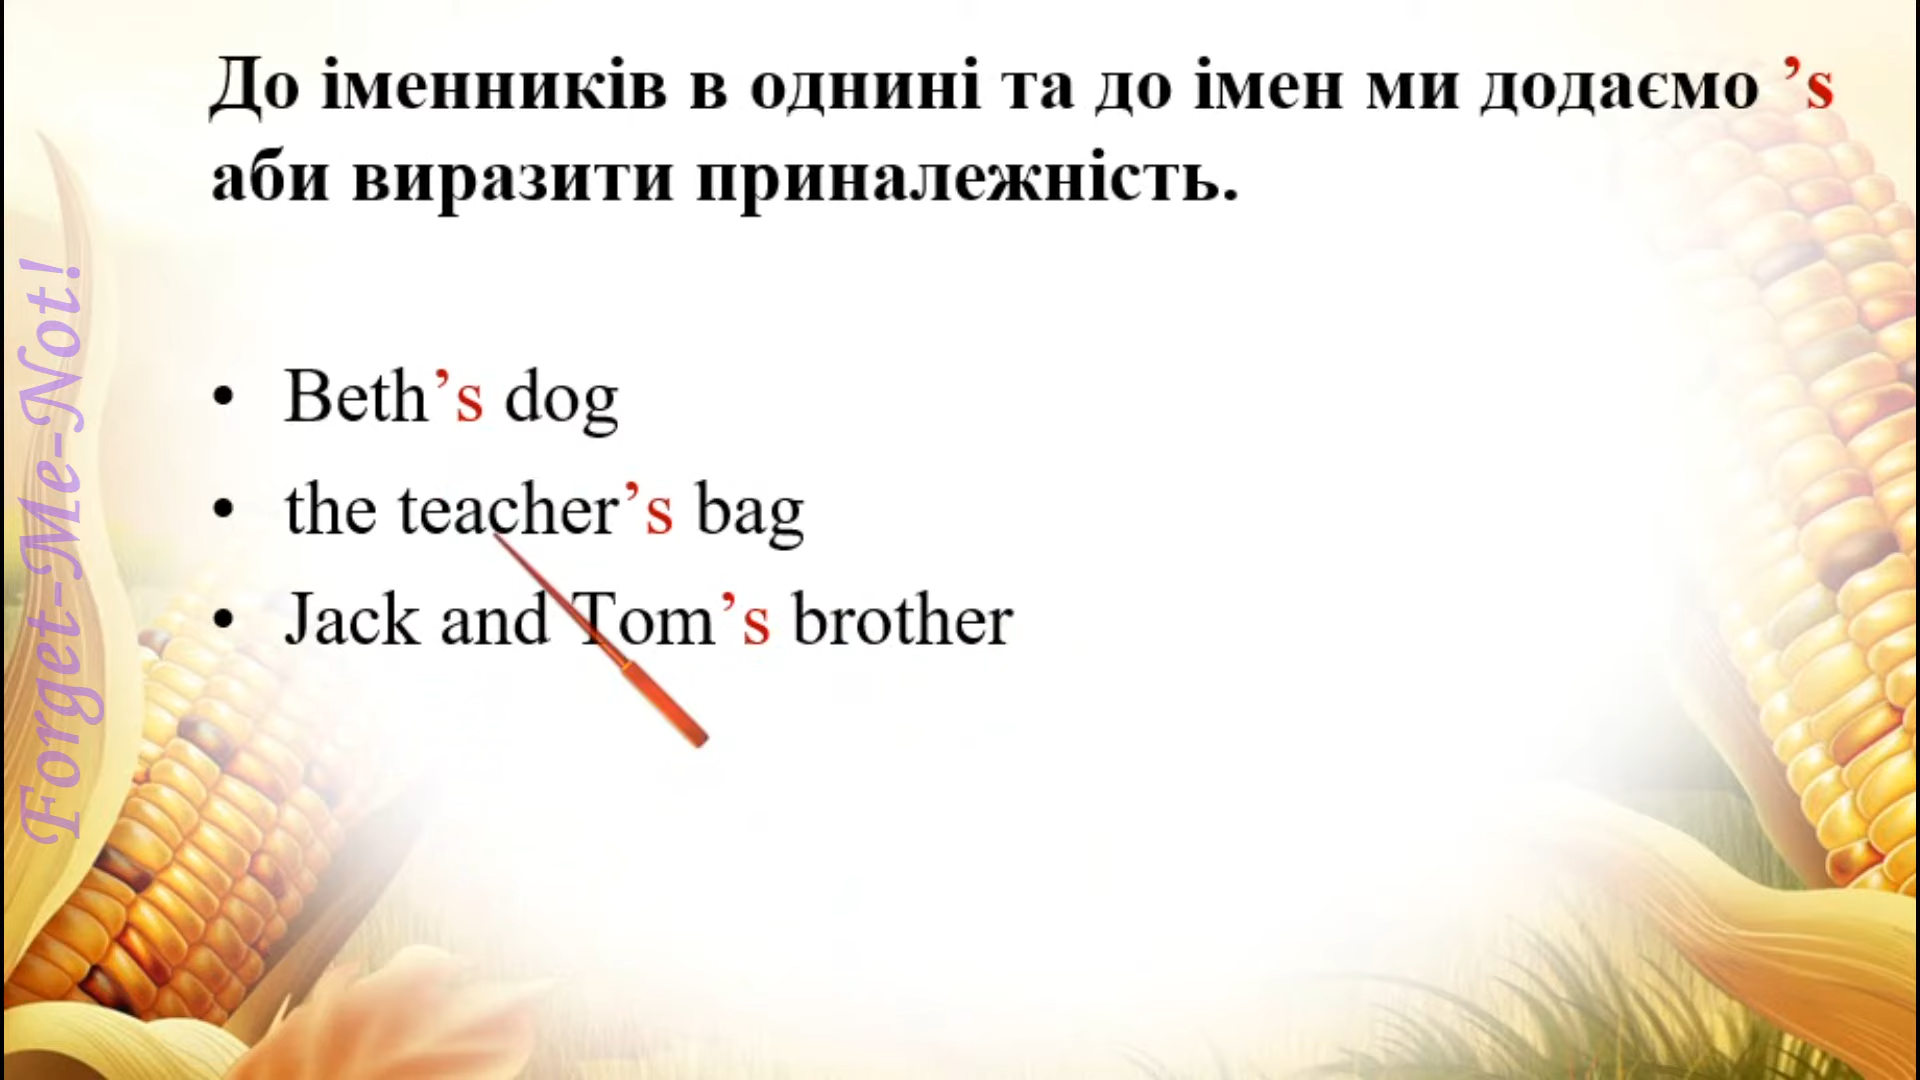 До іменників в однині та до імен ми додаємо ’s
аби виразити приналежність.
• Beth’s dog
• the teacher’s bag
• Jack and Tom’s brother
Forget-Me-Not!